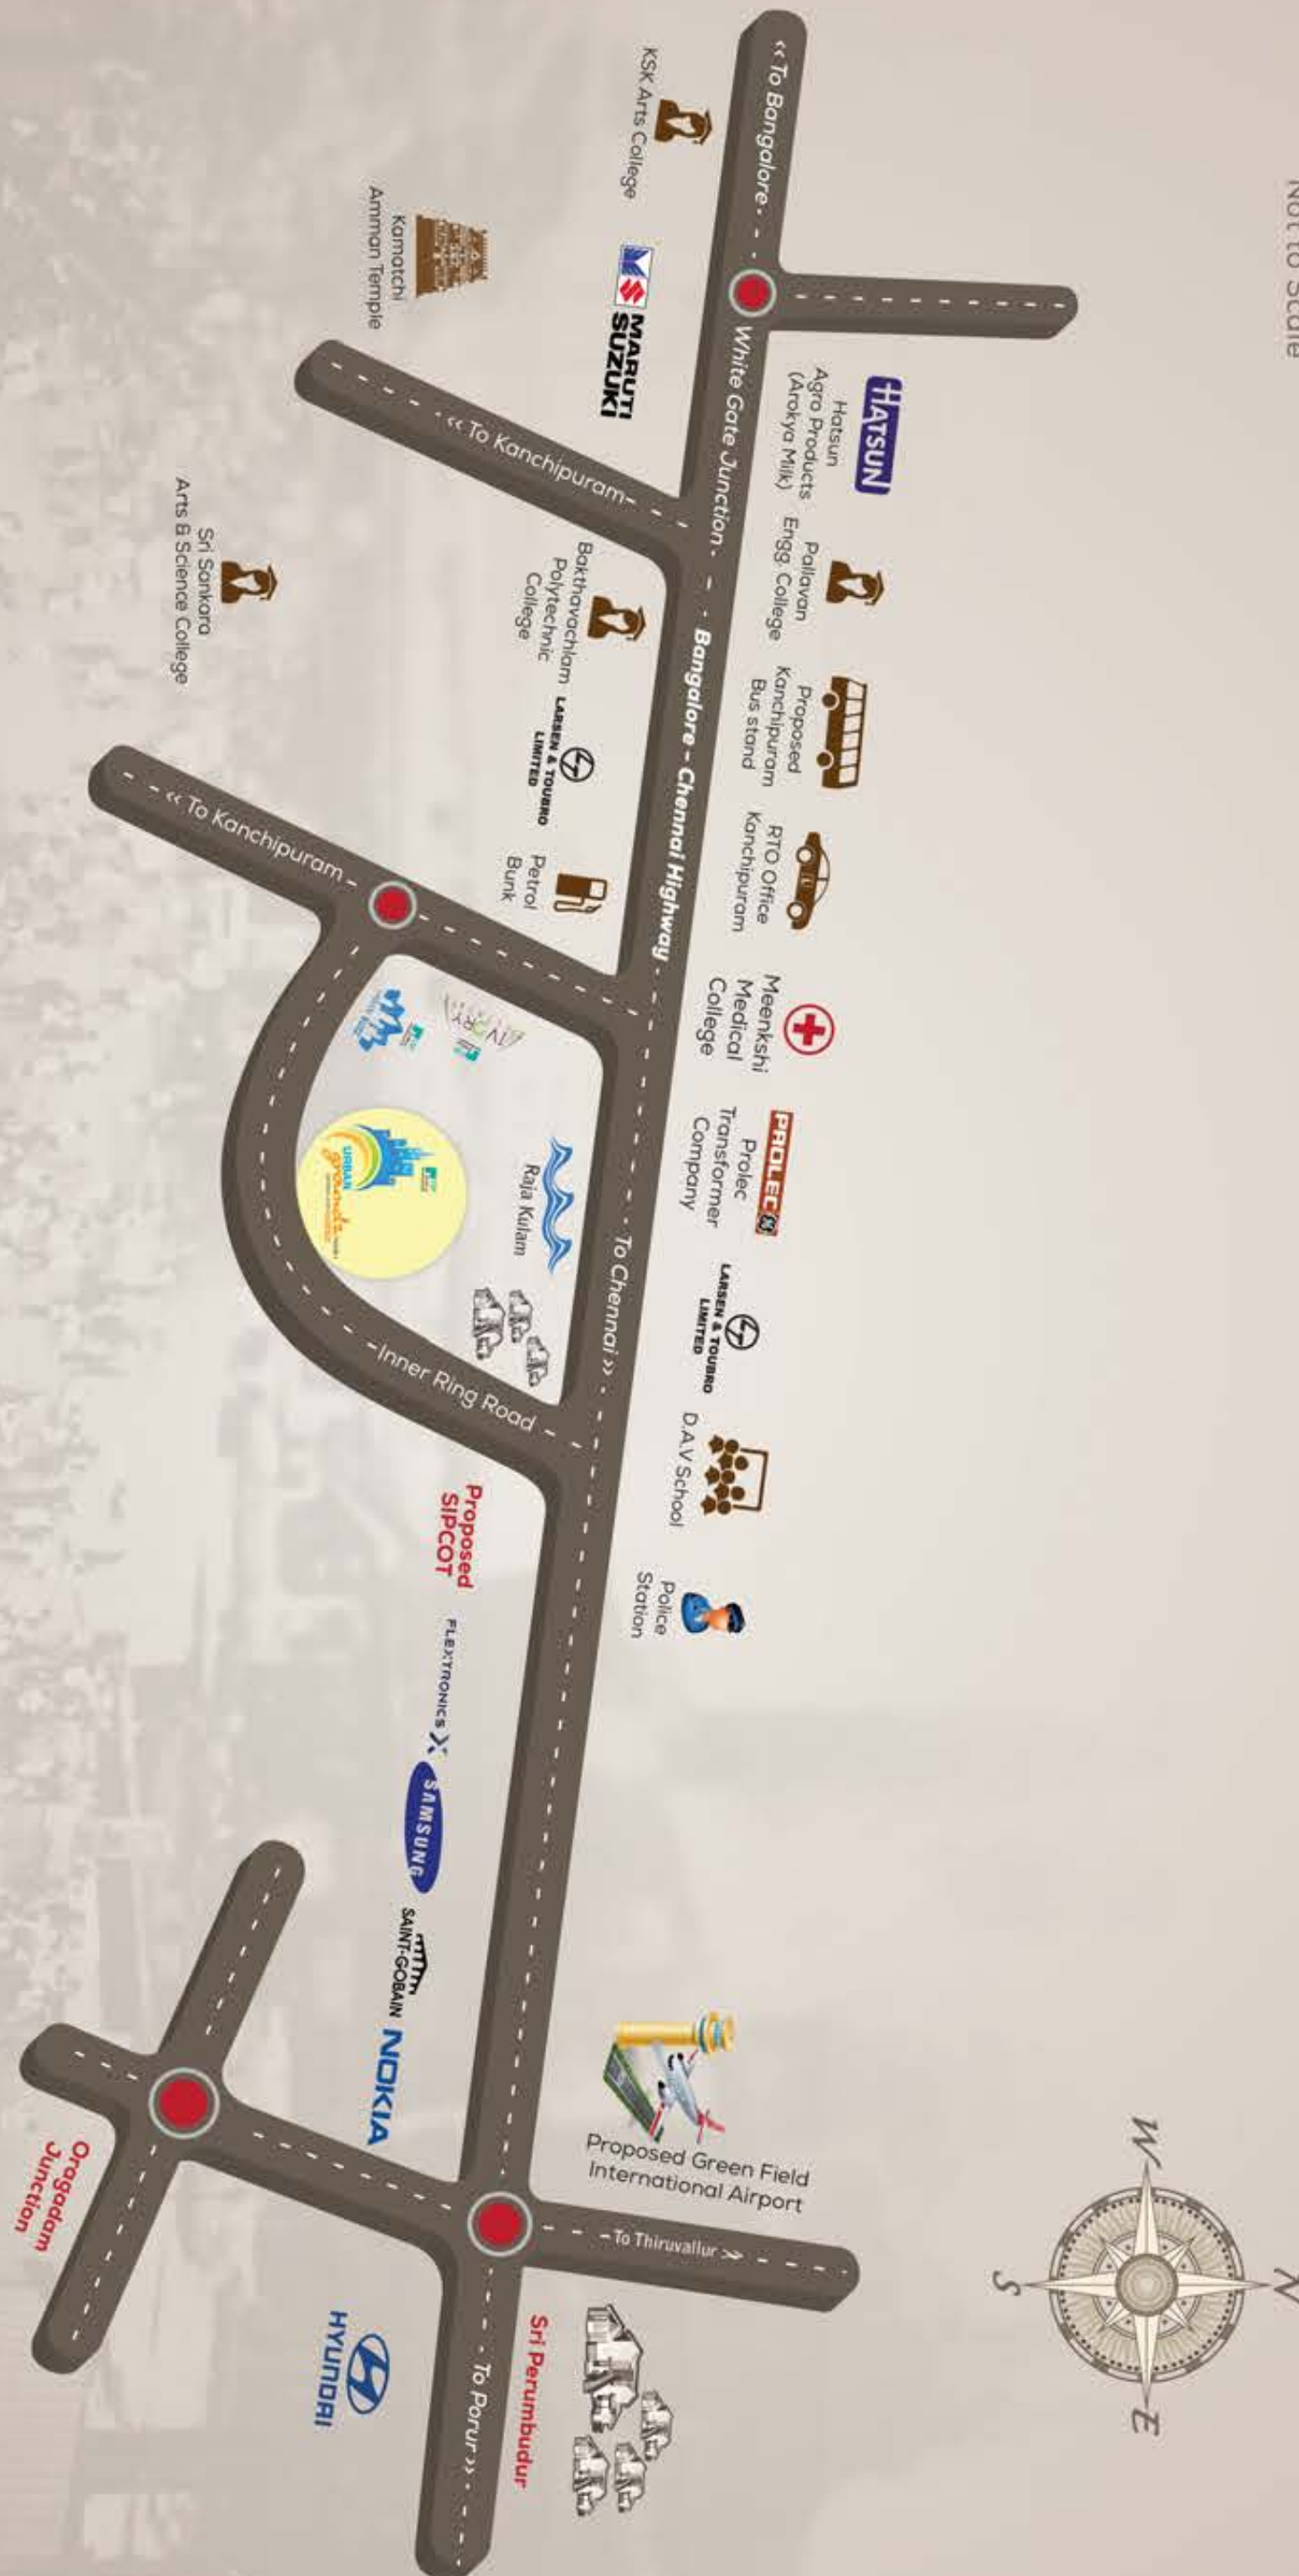 Not to Scale
N
W
E
S
<< To Bangalore
KSK Arts College
MARUTI
SUZUKI
Kamatchi
Amman Temple
White Gate Junction
HATSUN
Hatsun
Agro Products
(Arokya Milk)
Pallavan
Engg. College
Proposed
Kanchipuram
Bus stand
RTO Office
Kanchipuram
Meenkshi
Medical
College
PROLEC
Prolec
Transformer
Company
LARSEN & TOUBRO
LIMITED
D.A.V School
Police
Station
<< To Kanchipuram
Bangalore - Chennai Highway
To Chennai >>
Bakthavachlam
Polytechnic
College
LARSEN & TOUBRO
LIMITED
Petrol
Bunk
Sri Sankara
Arts & Science College
<< To Kanchipuram
IVORY
Raja Kulam
URBAN
grandz
Inner Ring Road
Proposed
SIPCOT
FLEXTRONICS
SAMSUNG
SAINT-GOBAIN
NOKIA
Proposed Green Field
International Airport
To Thiruvallur >>
Sri Perumbudur
To Porur >>
HYUNDAI
Oragadam
Junction